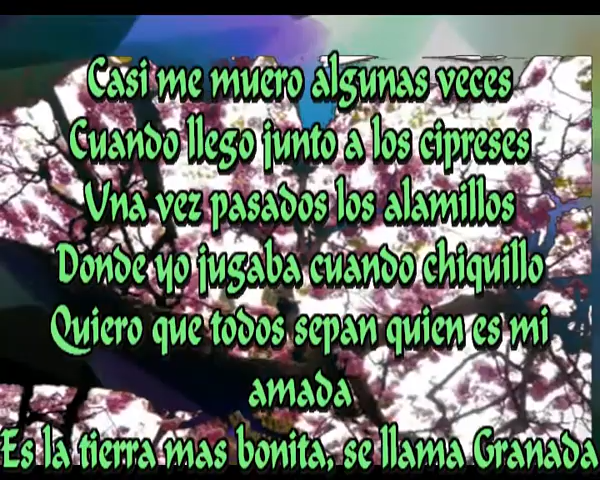 Casi me muero algunas veces
Cuando llego junto a los cipreses
Una vez pasados los alamillos
Donde yo jugaba cuando chiquillo
Quiero que todos sepan quien es mi
amada
Es la tierra mas bonita, se llama Granada